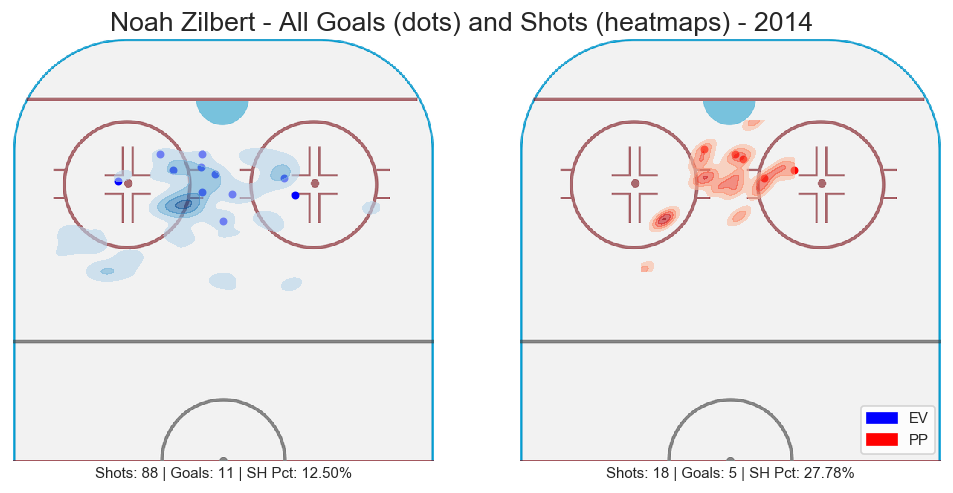 Noah Zilbert - All Goals (dots) and Shots (heatmaps) - 2014
EV
PP
Shots: 88 | Goals: 11 | SH Pct: 12.50%
Shots: 18 | Goals: 5 | SH Pct: 27.78%